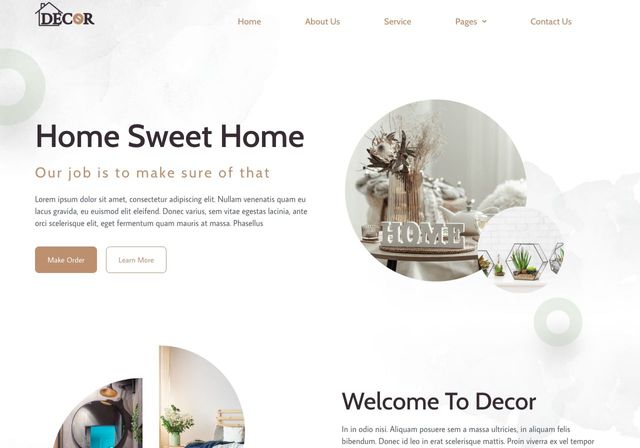 DECOR
Home
About Us
Service
Pages
Contact Us
Home Sweet Home
Our job is to make sure of that
Lorem ipsum dolor sit amet, consectetur adipiscing elit. Nullam venenatis quam eu
lacus gravida, eu euismod elit eleifend. Donec varius, sem vitae egestas lacinia, ante
orci scelerisque elit, eget fermentum quam mauris at massa. Phasellus
Make Order
Learn More
HOME
Welcome To Decor
In in odio nisi. Aliquam posuere sem a massa ultricies, in aliquam felis
bibendum. Donec id leo in erat scelerisque mattis. Proin viverra ex vel tempor